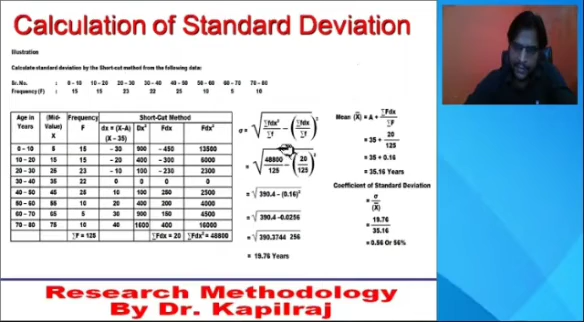 Calculation of Standard Deviation
Illustration
Calculate standard deviation by the Short-cut method from the following data:
Sr. No. : 0 - 10 10 - 20 20 - 30 30 - 40 40 - 50 50 - 60 60 - 70 70 - 80
Frequency (F) : 15 15 23 22 25 10 5 10
Age in Years (Mid-Value) X Frequency F Short-Cut Method
dx = (X-A) (X - 35) Dx² Fdx Fdx²
0 - 10 5 15 - 30 900 - 450 13500
10 - 20 15 15 - 20 400 - 300 6000
20 - 30 25 23 - 10 100 - 230 2300
30 - 40 35 22 0 0 0 0
40 - 50 45 25 10 100 250 2500
50 - 60 55 10 20 400 200 4000
60 - 70 65 5 30 900 150 4500
70 - 80 75 10 40 1600 400 16000
∑F = 125 ∑Fdx = 20 ∑Fdx² = 48800
σ = √ ∑fdx² / ∑f − (∑fdx / ∑f)²
= √ 48800 / 125 − (20 / 125)²
= √ 390.4 – (0.16)²
= √ 390.4 –0.0256
= √ 390.3744 256
= 19.76 Years
Mean (X̄) = A + ∑Fdx / ∑F
= 35 + 20 / 125
= 35 + 0.16
= 35.16 Years
Coefficient of Standard Deviation
= σ / (X̄)
= 19.76 / 35.16
= 0.56 Or 56%
Research Methodology
By Dr. Kapilraj